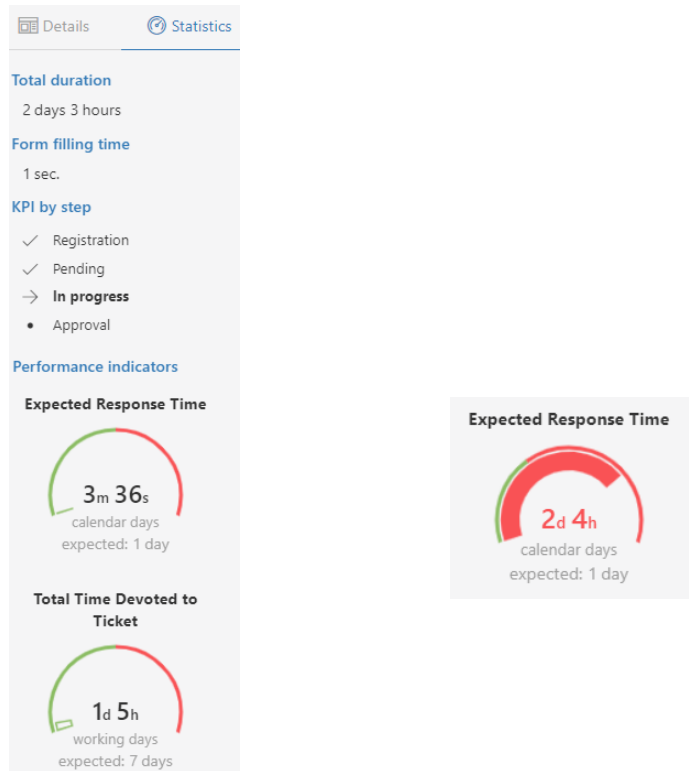 Details Statistics
Total duration
2 days 3 hours
Form filling time
1 sec.
KPI by step
Registration
Pending
In progress
Approval
Performance indicators
Expected Response Time
3m 36s
calendar days
expected: 1 day
Total Time Devoted to
Ticket
1d 5h
working days
expected: 7 days
Expected Response Time
2d 4h
calendar days
expected: 1 day